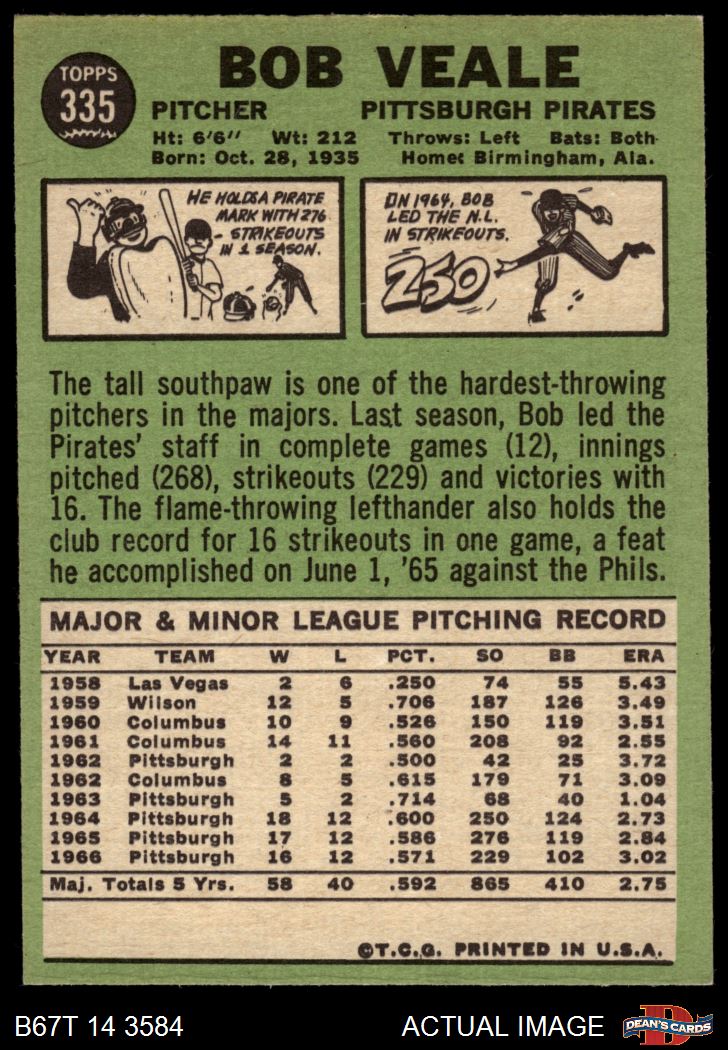 TOPPS
335
BOB VEALE
PITCHER PITTSBURGH PIRATES
Ht: 6'6" Wt: 212 Throws: Left Bats: Both
Born: Oct. 28, 1935 Home: Birmingham, Ala.
HE HOLDS A PIRATE
MARK WITH 276
- STRIKEOUTS
IN 1 SEASON.
IN 1964, BOB
LED THE N.L.
IN STRIKEOUTS.
250
The tall southpaw is one of the hardest-throwing
pitchers in the majors. Last season, Bob led the
Pirates' staff in complete games (12), innings
pitched (268), strikeouts (229) and victories with
16. The flame-throwing lefthander also holds the
club record for 16 strikeouts in one game, a feat
he accomplished on June 1, '65 against the Phils.
MAJOR & MINOR LEAGUE PITCHING RECORD
YEAR TEAM W L PCT. SO BB ERA
1958 Las Vegas 2 6 .250 74 55 5.43
1959 Wilson 12 5 .706 187 126 3.49
1960 Columbus 10 9 .526 150 119 3.51
1961 Columbus 14 11 .560 208 92 2.55
1962 Pittsburgh 2 2 .500 42 25 3.72
1962 Columbus 8 5 .615 179 71 3.09
1963 Pittsburgh 5 2 .714 68 40 1.04
1964 Pittsburgh 18 12 .600 250 124 2.73
1965 Pittsburgh 17 12 .586 276 119 2.84
1966 Pittsburgh 16 12 .571 229 102 3.02
Maj. Totals 5 Yrs. 58 40 .592 865 410 2.75
©T.C.G. PRINTED IN U.S.A.
B67T 14 3584 ACTUAL IMAGE
D
DEAN'S CARDS